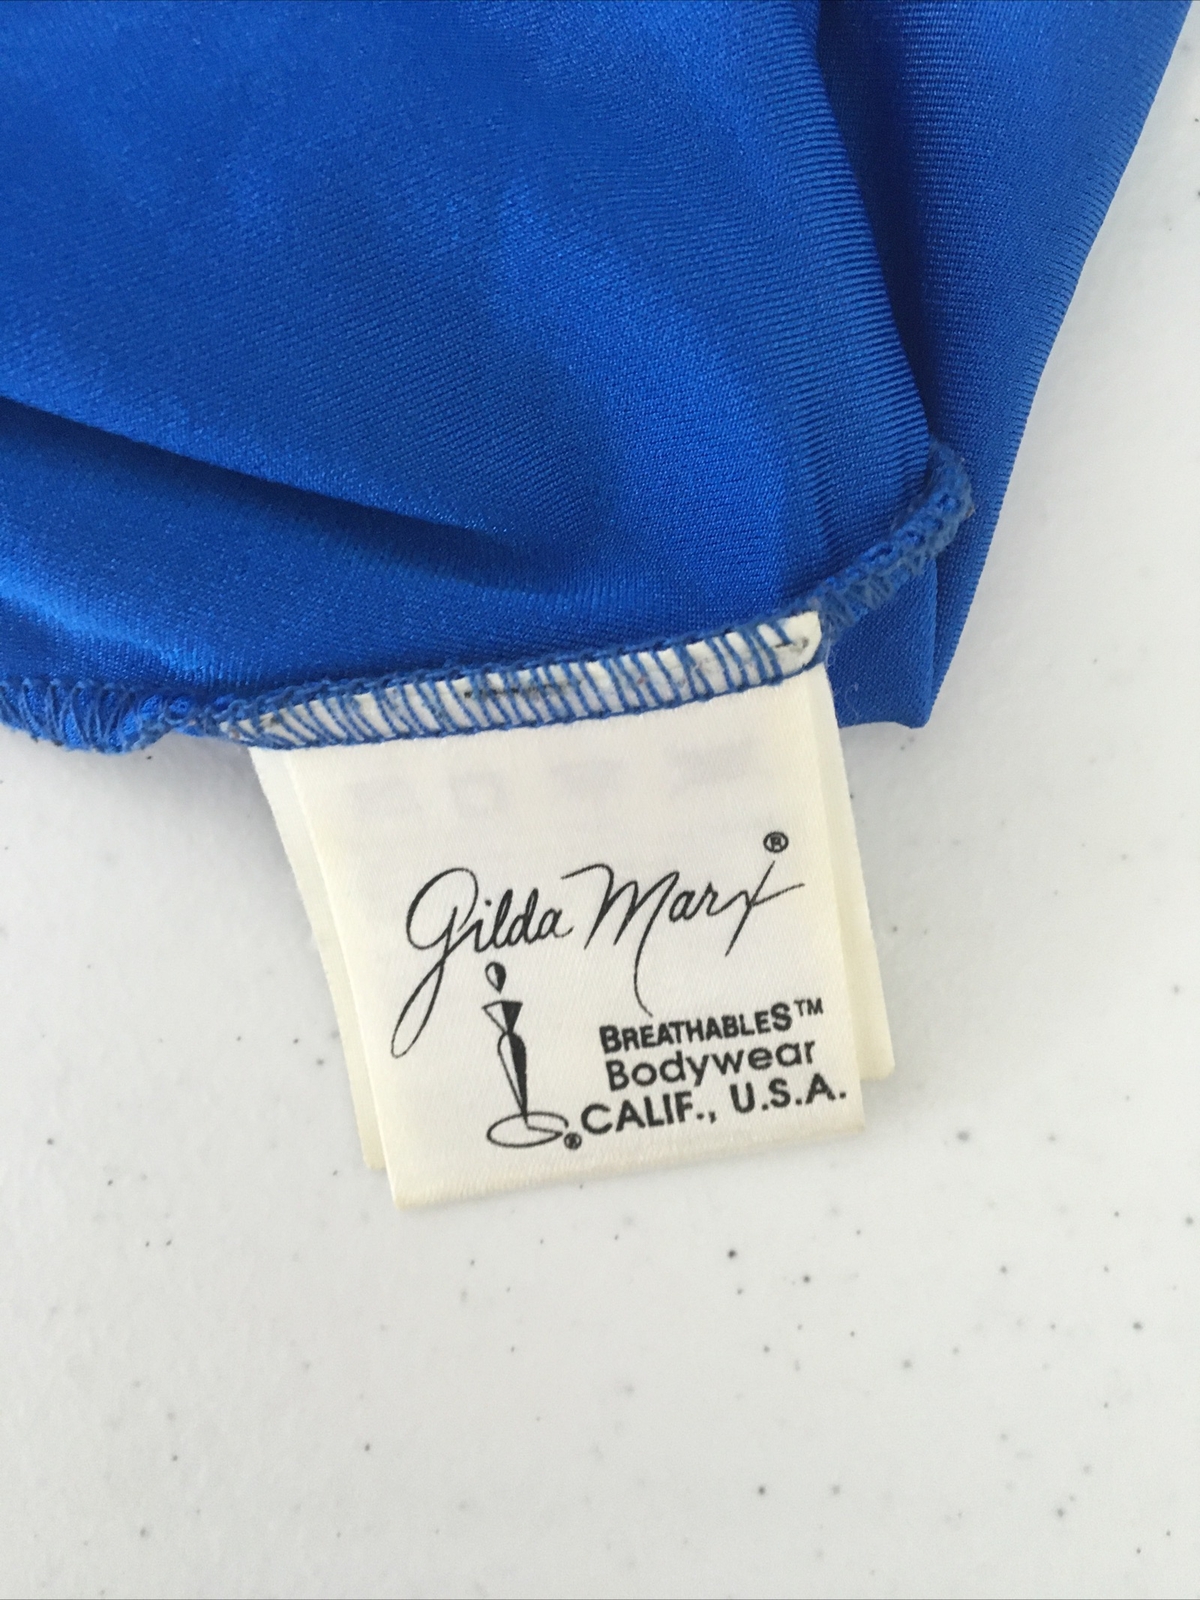 Gilda Marx®
BREATHABLES™
Bodywear
®CALIF., U.S.A.